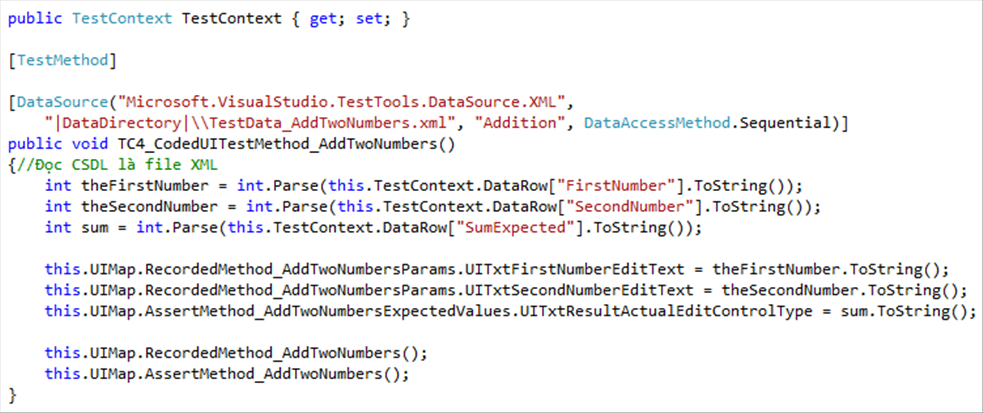 public TestContext TestContext { get; set; }
[TestMethod]
[DataSource("Microsoft.VisualStudio.TestTools.DataSource.XML",
"|DataDirectory|\\TestData_AddTwoNumbers.xml", "Addition", DataAccessMethod.Sequential)]
public void TC4_CodedUITestMethod_AddTwoNumbers()
{//Đọc CSDL là file XML
int theFirstNumber = int.Parse(this.TestContext.DataRow["FirstNumber"].ToString());
int theSecondNumber = int.Parse(this.TestContext.DataRow["SecondNumber"].ToString());
int sum = int.Parse(this.TestContext.DataRow["SumExpected"].ToString());
this.UIMap.RecordedMethod_AddTwoNumbersParams.UITxtFirstNumberEditText = theFirstNumber.ToString();
this.UIMap.RecordedMethod_AddTwoNumbersParams.UITxtSecondNumberEditText = theSecondNumber.ToString();
this.UIMap.AssertMethod_AddTwoNumbersExpectedValues.UITxtResultActualEditControlType = sum.ToString();
this.UIMap.RecordedMethod_AddTwoNumbers();
this.UIMap.AssertMethod_AddTwoNumbers();
}